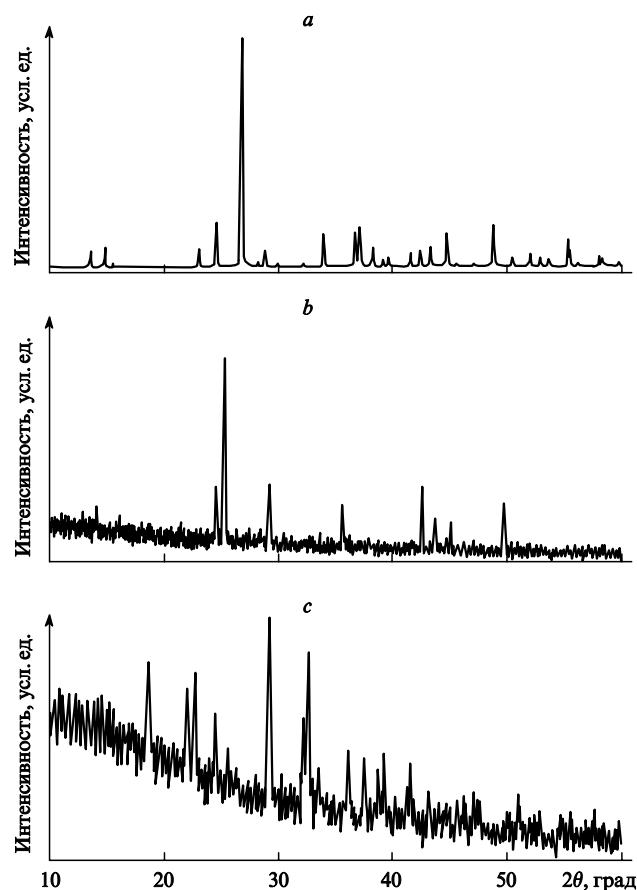 a
Интенсивность, усл. ед.
b
Интенсивность, усл. ед.
c
Интенсивность, усл. ед.
10 20 30 40 50 2θ, град